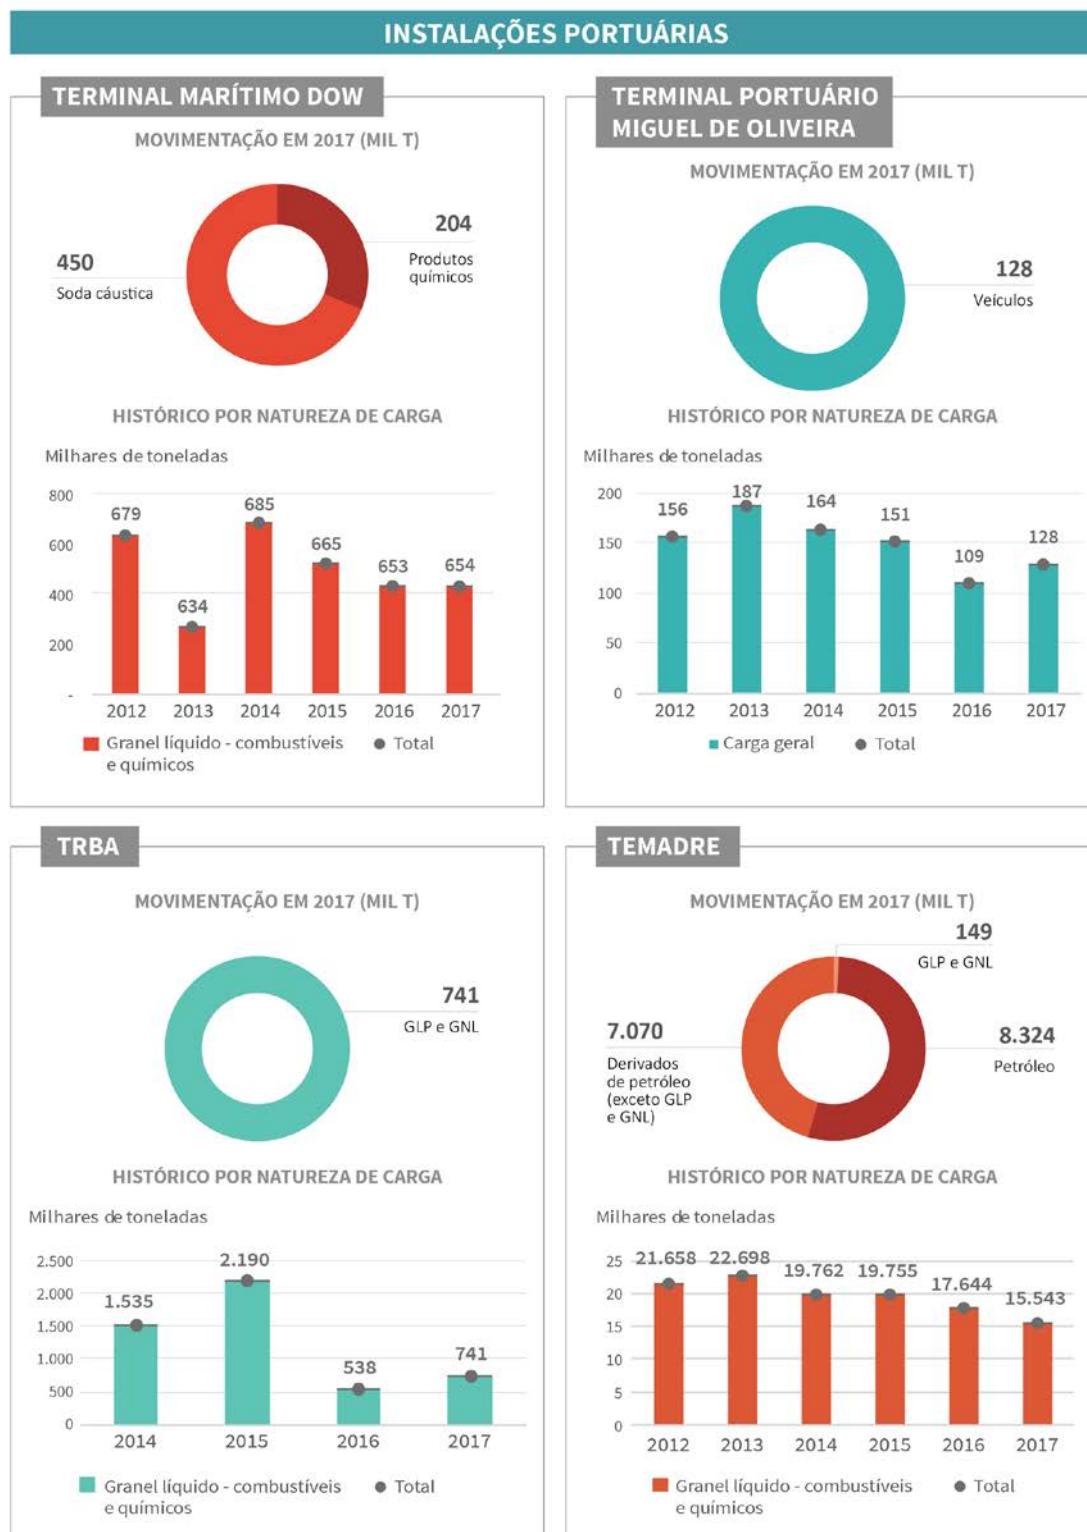 INSTALAÇÕES PORTUÁRIAS
TERMINAL MARÍTIMO DOW
MOVIMENTAÇÃO EM 2017 (MIL T)
204
Produtos
químicos
450
Soda cáustica
HISTÓRICO POR NATUREZA DE CARGA
Milhares de toneladas
800
600
400
200
-
679
634
685
665
653
654
2012 2013 2014 2015 2016 2017
Granel líquido - combustíveis
e químicos
Total
TERMINAL PORTUÁRIO
MIGUEL DE OLIVEIRA
MOVIMENTAÇÃO EM 2017 (MIL T)
128
Veículos
HISTÓRICO POR NATUREZA DE CARGA
Milhares de toneladas
200
150
100
50
0
156
187
164
151
109
128
2012 2013 2014 2015 2016 2017
Carga geral
Total
TRBA
MOVIMENTAÇÃO EM 2017 (MIL T)
741
GLP e GNL
HISTÓRICO POR NATUREZA DE CARGA
Milhares de toneladas
2.500
2.000
1.500
1.000
500
0
1.535
2.190
538
741
2014 2015 2016 2017
Granel líquido - combustíveis
e químicos
Total
TEMADRE
MOVIMENTAÇÃO EM 2017 (MIL T)
149
GLP e GNL
7.070
Derivados
de petróleo
(exceto GLP
e GNL)
8.324
Petróleo
HISTÓRICO POR NATUREZA DE CARGA
Milhares de toneladas
25
20
15
10
5
0
21.658
22.698
19.762
19.755
17.644
15.543
2012 2013 2014 2015 2016 2017
Granel líquido - combustíveis
e químicos
Total